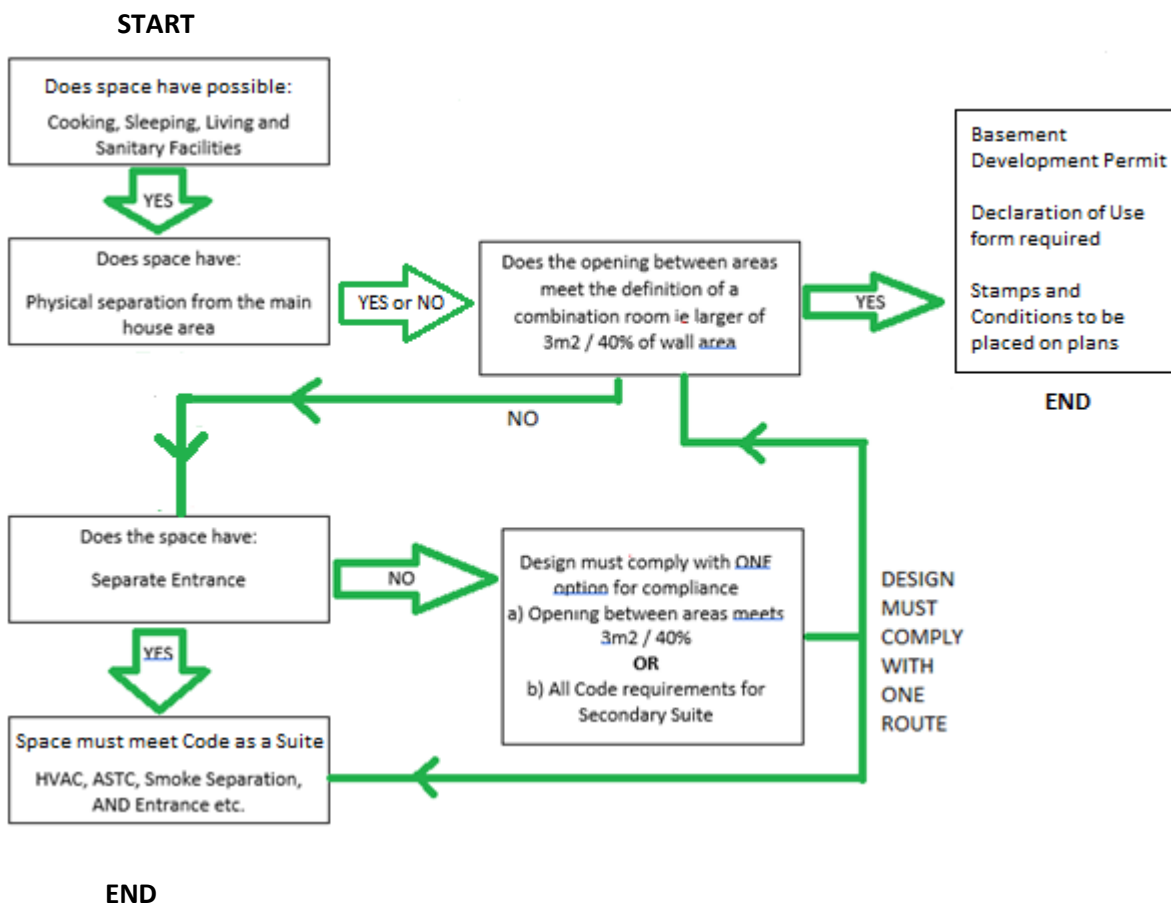 START
Does space have possible:
Cooking, Sleeping, Living and
Sanitary Facilities
YES
Does space have:
Physical separation from the main
house area
YES or NO
Does the opening between areas
meet the definition of a
combination room ie larger of
3m2 / 40% of wall area
YES
Basement
Development Permit
Declaration of Use
form required
Stamps and
Conditions to be
placed on plans
END
NO
Does the space have:
Separate Entrance
NO
Design must comply with ONE
option for compliance
a) Opening between areas meets
3m2 / 40%
OR
b) All Code requirements for
Secondary Suite
DESIGN
MUST
COMPLY
WITH
ONE
ROUTE
YES
Space must meet Code as a Suite
HVAC, ASTC, Smoke Separation,
AND Entrance etc.
END